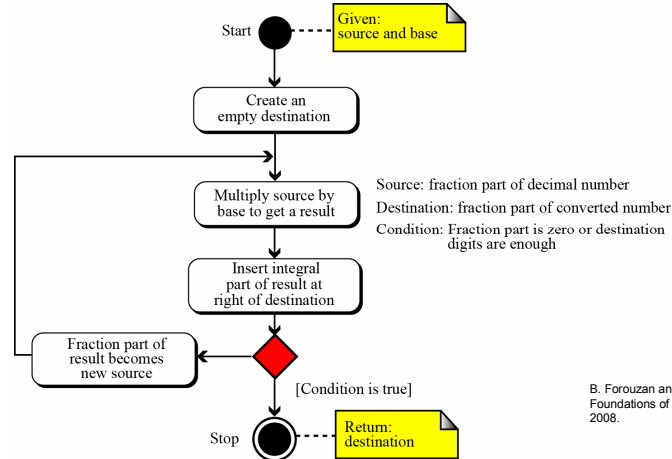 Start
Given:
source and base
Create an
empty destination
Multiply source by
base to get a result
Source: fraction part of decimal number
Destination: fraction part of converted number
Condition: Fraction part is zero or destination
digits are enough
Insert integral
part of result at
right of destination
Fraction part of
result becomes
new source
[Condition is true]
B. Forouzan an
Foundations of
2008.
Stop
Return:
destination